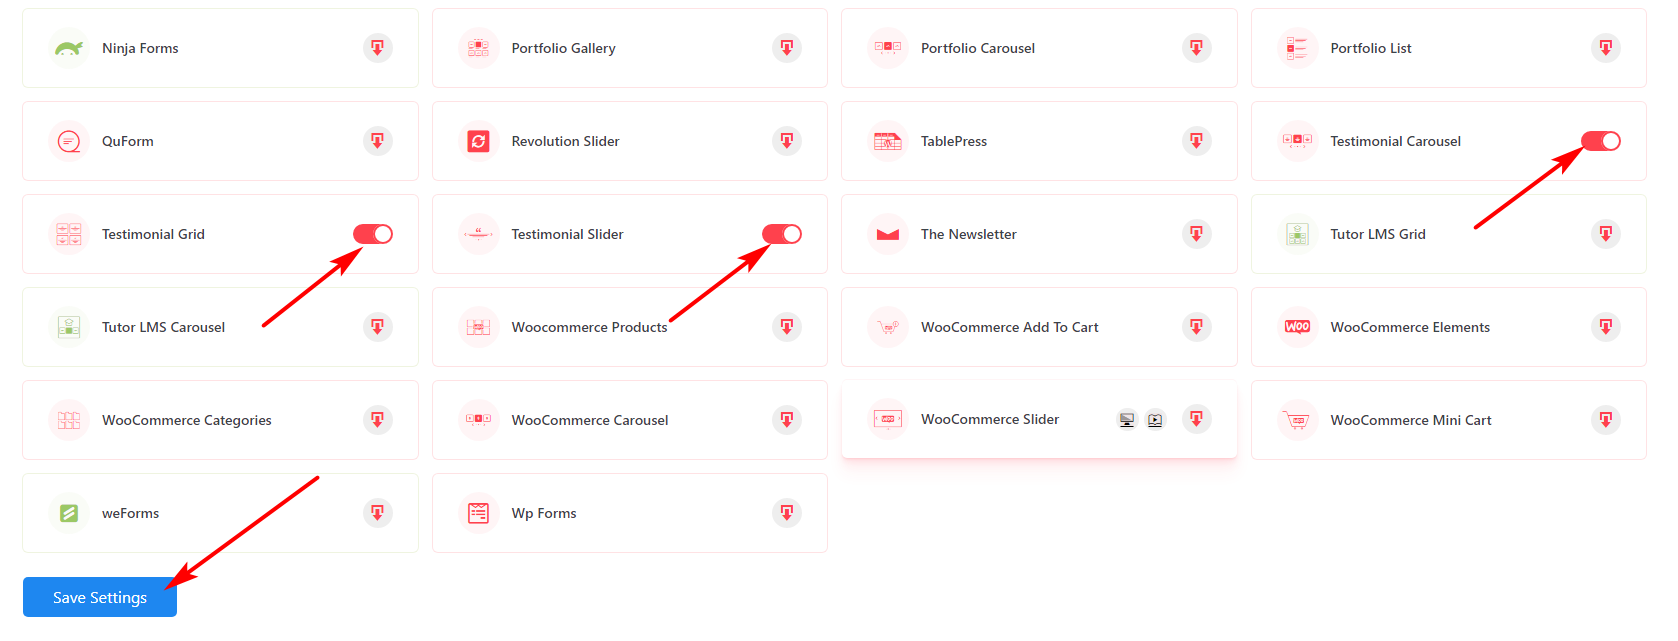 Ninja Forms
Portfolio Gallery
Portfolio Carousel
Portfolio List
QuForm
Revolution Slider
TablePress
Testimonial Carousel
Testimonial Grid
Testimonial Slider
The Newsletter
Tutor LMS Grid
Tutor LMS Carousel
Woocommerce Products
WooCommerce Add To Cart
WOO
WooCommerce Elements
WooCommerce Categories
WooCommerce Carousel
WooCommerce Slider
WooCommerce Mini Cart
weForms
Wp Forms
Save Settings